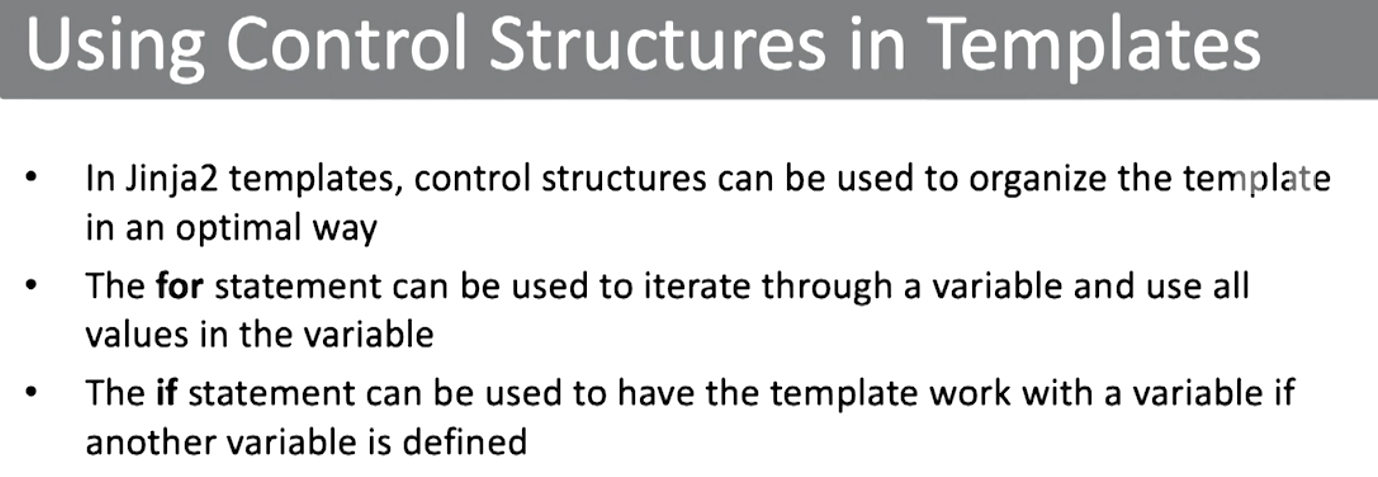 Using Control Structures in Templates
• In Jinja2 templates, control structures can be used to organize the template
in an optimal way
• The for statement can be used to iterate through a variable and use all
values in the variable
• The if statement can be used to have the template work with a variable if
another variable is defined